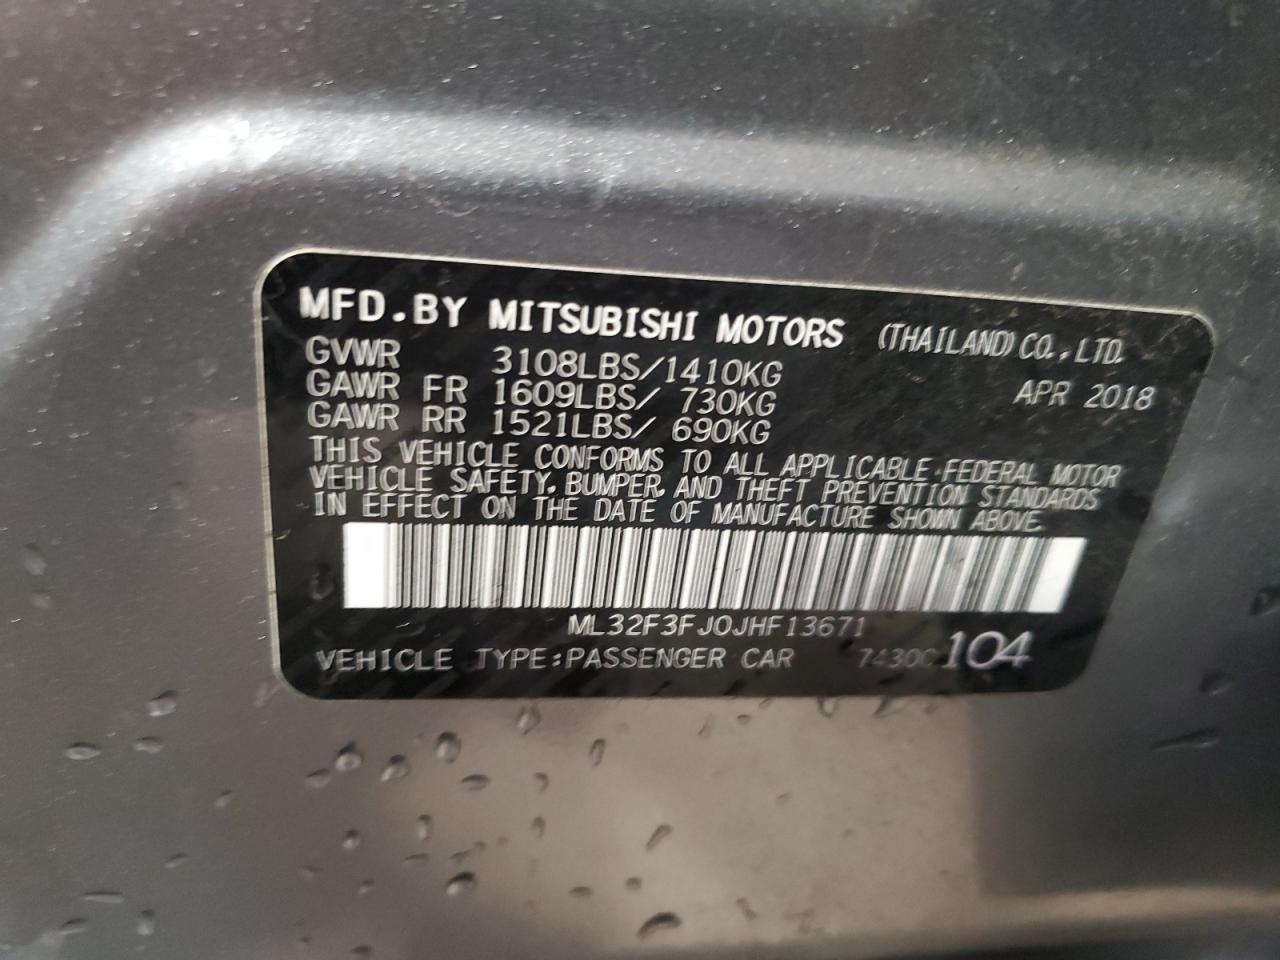 MFD.BY MITSUBISHI MOTORS (THAILAND) CO.,LTD.
GVWR 3108LBS/1410KG APR 2018
GAWR FR 1609LBS/ 730KG
GAWR RR 1521LBS/ 690KG
THIS VEHICLE CONFORMS TO ALL APPLICABLE FEDERAL MOTOR
VEHICLE SAFETY, BUMPER, AND THEFT PREVENTION STANDARDS
IN EFFECT ON THE DATE OF MANUFACTURE SHOWN ABOVE.
ML32F3FJ0JHF13671
VEHICLE TYPE:PASSENGER CAR 104